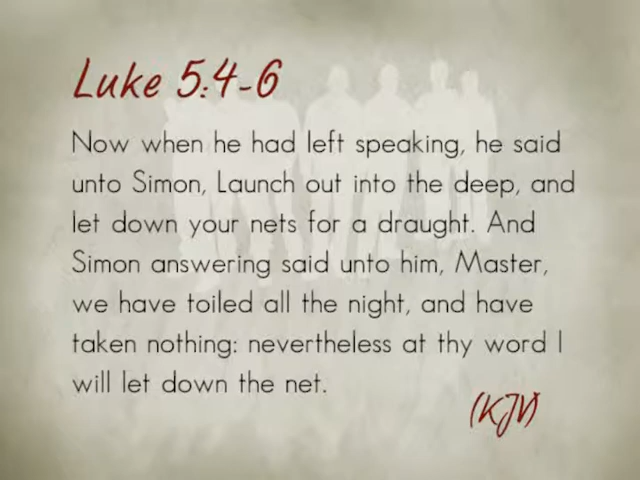 Luke 5:4-6
Now when he had left speaking, he said
unto Simon, Launch out into the deep, and
let down your nets for a draught. And
Simon answering said unto him, Master,
we have toiled all the night, and have
taken nothing: nevertheless at thy word I
will let down the net.
(KJV)